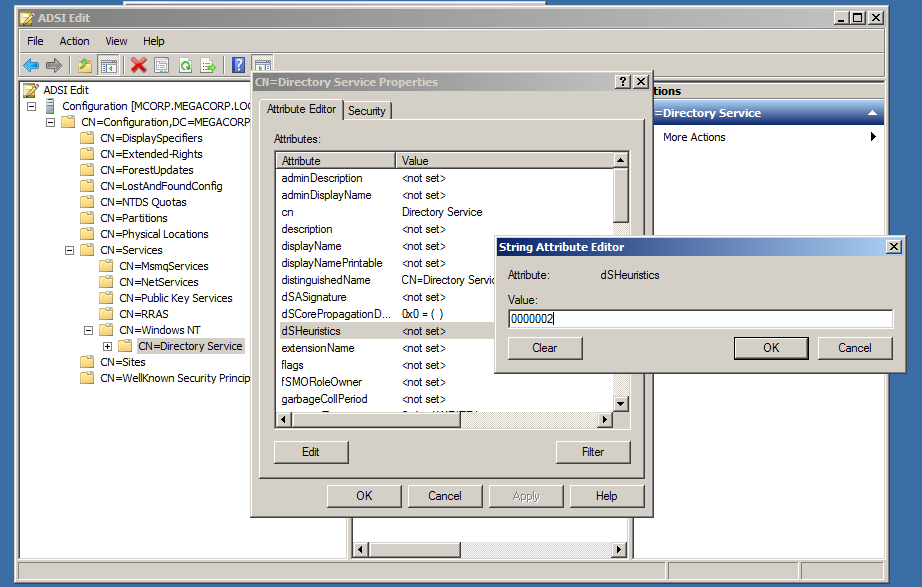 ADSI Edit
File Action View Help
ADSI Edit
Configuration [MCORP.MEGACORP.LOC
CN=Configuration,DC=MEGACORP
CN=DisplaySpecifiers
CN=Extended-Rights
CN=ForestUpdates
CN=LostAndFoundConfig
CN=NTDS Quotas
CN=Partitions
CN=Physical Locations
CN=Services
CN=MsmqServices
CN=NetServices
CN=Public Key Services
CN=RRAS
CN=Windows NT
CN=Directory Service
CN=Sites
CN=WellKnown Security Princip
CN=Directory Service Properties
Attribute Editor Security
Attributes:
Attribute Value
adminDescription <not set>
adminDisplayName <not set>
cn Directory Service
description <not set>
displayName <not set>
displayNamePrintable <not set>
distinguishedName CN=Directory Servic
dSASignature <not set>
dSCorePropagationD... 0x0 = ( )
dSHeuristics <not set>
extensionName <not set>
flags <not set>
fSMORoleOwner <not set>
garbageCollPeriod <not set>
Edit Filter
OK Cancel Apply Help
tions
=Directory Service
More Actions
String Attribute Editor
Attribute: dSHeuristics
Value:
0000002
Clear OK Cancel